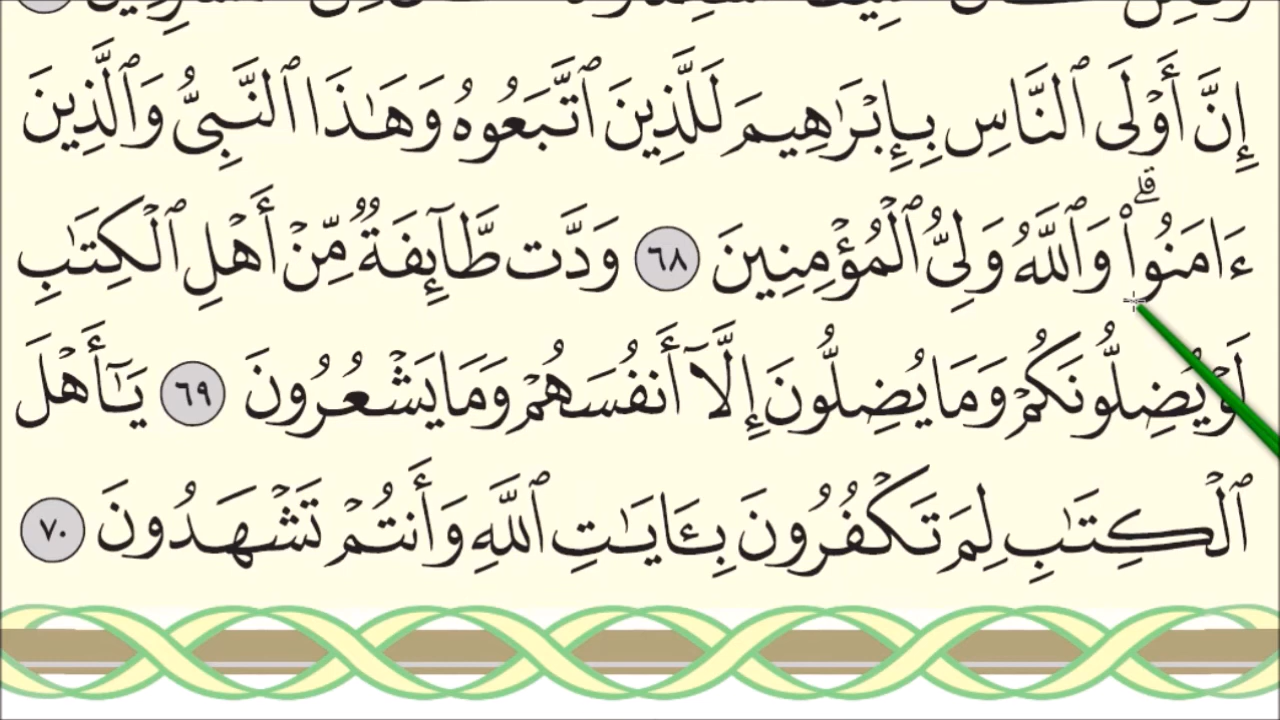 إِنَّ أَوْلَى ٱلنَّاسِ بِإِبْرَٰهِيمَ لَلَّذِينَ ٱتَّبَعُوهُ وَهَـٰذَا ٱلنَّبِىُّ وَٱلَّذِينَ
ءَامَنُوا۟ ۗ وَٱللَّهُ وَلِىُّ ٱلْمُؤْمِنِينَ ٦٨ وَدَّت طَّآئِفَةٌ مِّنْ أَهْلِ ٱلْكِتَـٰبِ
لَوْ يُضِلُّونَكُمْ وَمَا يُضِلُّونَ إِلَّآ أَنفُسَهُمْ وَمَا يَشْعُرُونَ ٦٩ يَـٰٓأَهْلَ
ٱلْكِتَـٰبِ لِمَ تَكْفُرُونَ بِـَٔايَـٰتِ ٱللَّهِ وَأَنتُمْ تَشْهَدُونَ ٧٠